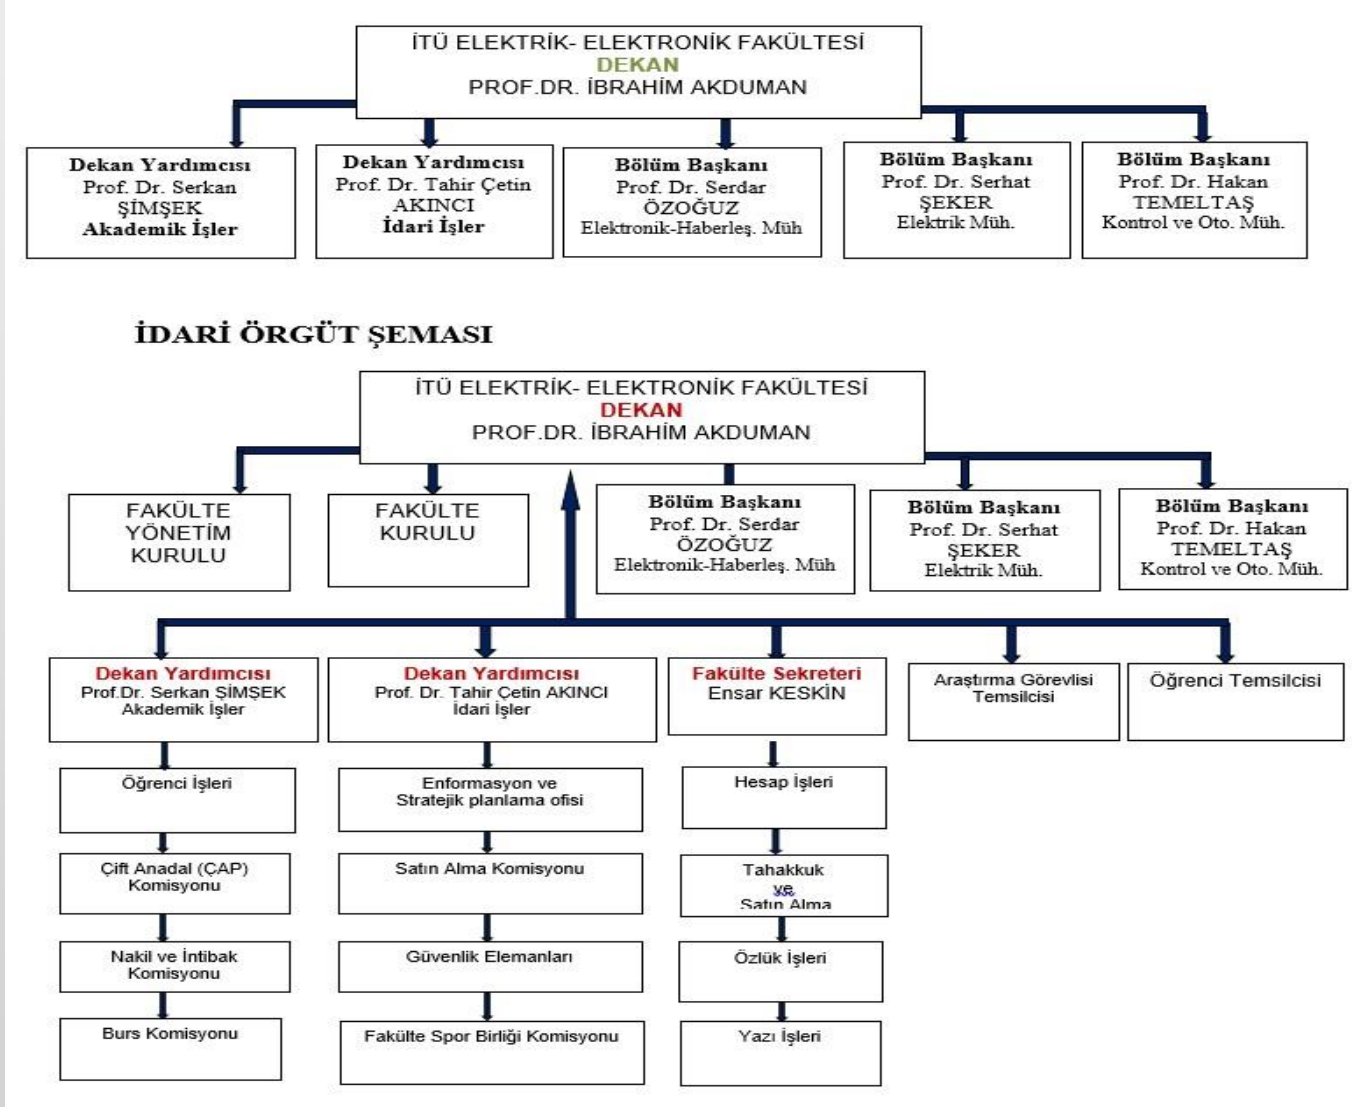 İTÜ ELEKTRİK- ELEKTRONİK FAKÜLTESİ
DEKAN
PROF.DR. İBRAHİM AKDUMAN
Dekan Yardımcısı
Prof. Dr. Serkan
ŞİMŞEK
Akademik İşler
Dekan Yardımcısı
Prof. Dr. Tahir Çetin
AKINCI
İdari İşler
Bölüm Başkanı
Prof. Dr. Serdar
ÖZOĞUZ
Elektronik-Haberleş. Müh
Bölüm Başkanı
Prof. Dr. Serhat
ŞEKER
Elektrik Müh.
Bölüm Başkanı
Prof. Dr. Hakan
TEMELTAŞ
Kontrol ve Oto. Müh.
İDARİ ÖRGÜT ŞEMASI
İTÜ ELEKTRİK- ELEKTRONİK FAKÜLTESİ
DEKAN
PROF.DR. İBRAHİM AKDUMAN
FAKÜLTE
YÖNETİM
KURULU
FAKÜLTE
KURULU
Bölüm Başkanı
Prof. Dr. Serdar
ÖZOĞUZ
Elektronik-Haberleş. Müh
Bölüm Başkanı
Prof. Dr. Serhat
ŞEKER
Elektrik Müh.
Bölüm Başkanı
Prof. Dr. Hakan
TEMELTAŞ
Kontrol ve Oto. Müh.
Dekan Yardımcısı
Prof.Dr. Serkan ŞİMŞEK
Akademik İşler
Dekan Yardımcısı
Prof. Dr. Tahir Çetin AKINCI
İdari İşler
Fakülte Sekreteri
Ensar KESKİN
Araştırma Görevlisi
Temsilcisi
Öğrenci Temsilcisi
Öğrenci İşleri
Enformasyon ve
Stratejik planlama ofisi
Hesap İşleri
Çift Anadal (ÇAP)
Komisyonu
Satın Alma Komisyonu
Tahakkuk
ve
Satın Alma
Nakil ve İntibak
Komisyonu
Güvenlik Elemanları
Özlük İşleri
Burs Komisyonu
Fakülte Spor Birliği Komisyonu
Yazı İşleri